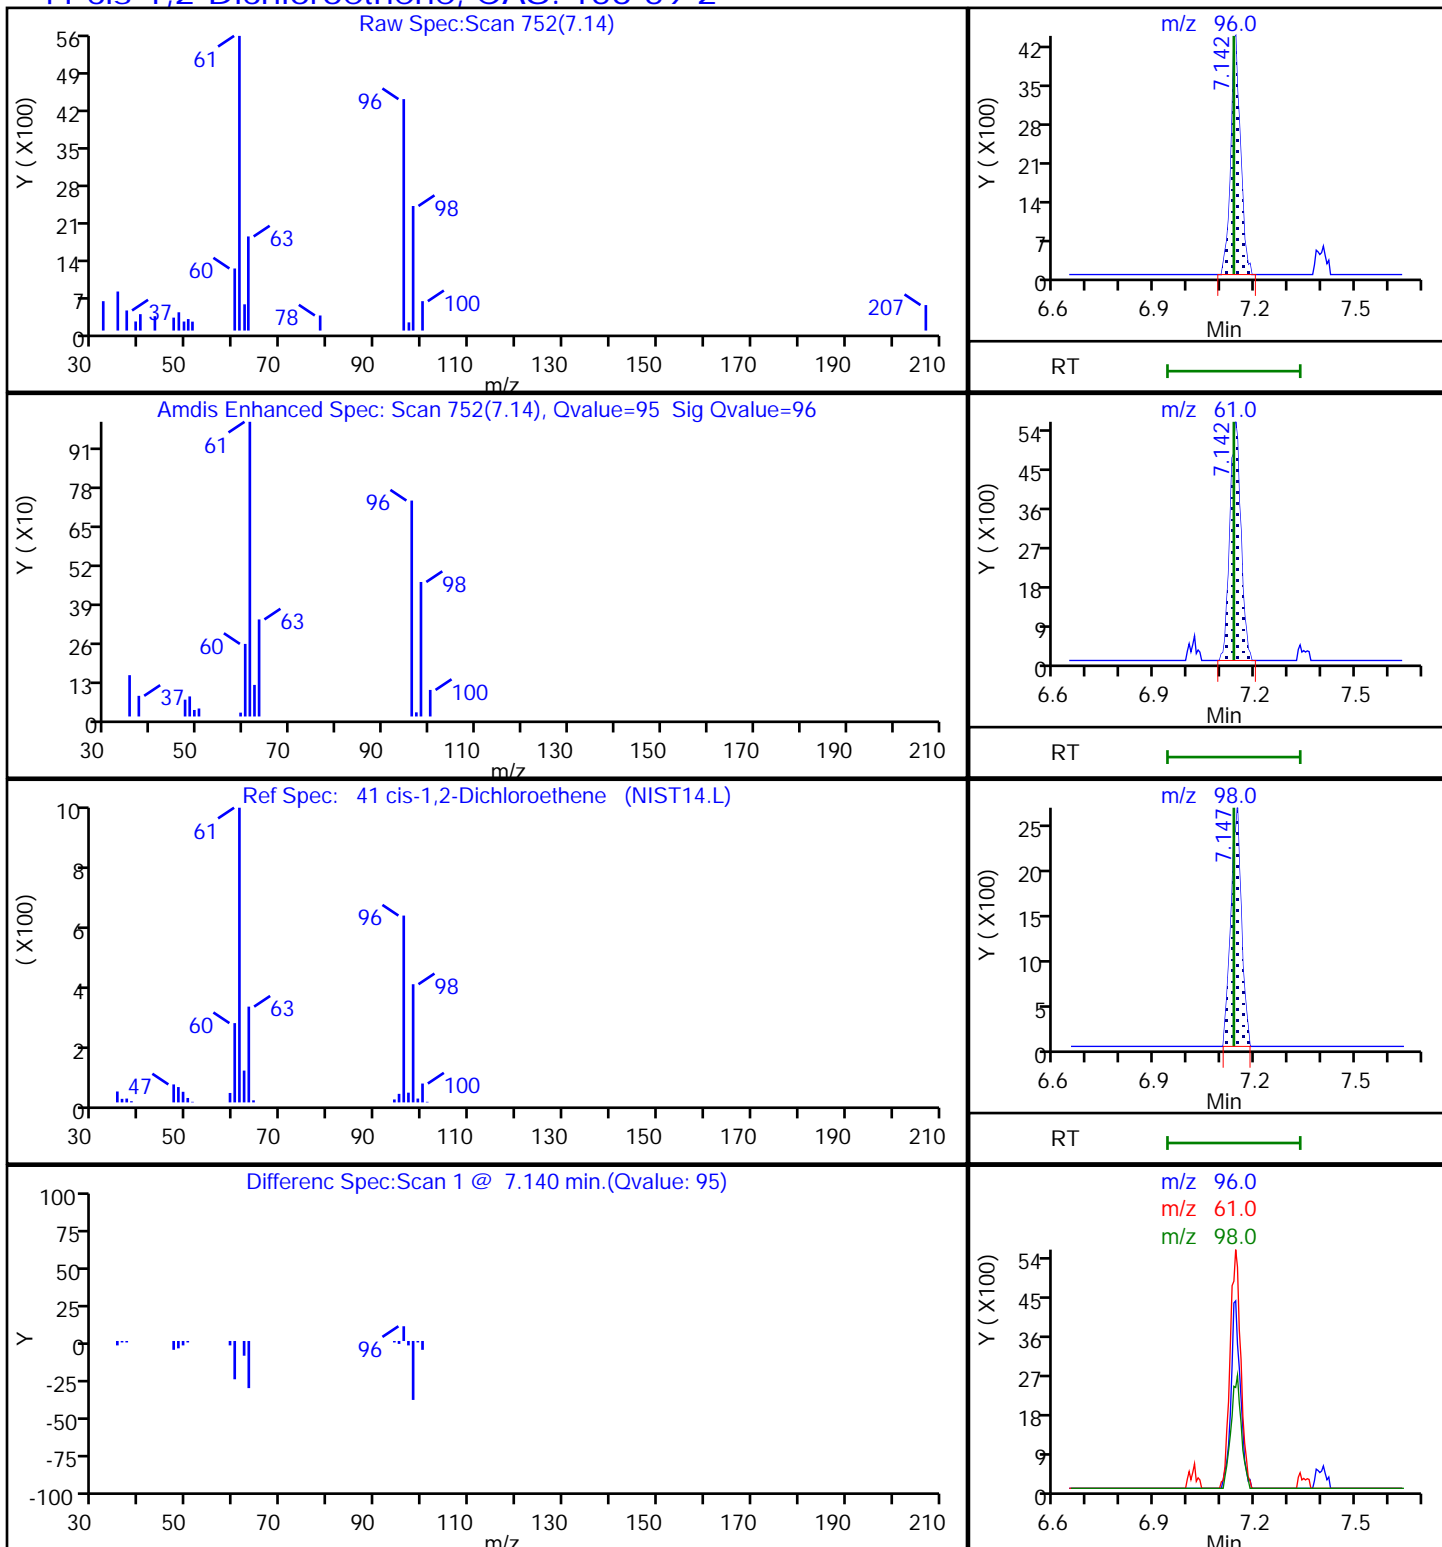 41 cis-1,2-Dichloroethene, CAS: 156-59-2
Raw Spec:Scan 752(7.14)
56
49
42
35
28
21
14
7
0
Y ( X100)
61
96
98
63
60
37
78
100
207
30 50 70 90 110 130 150 170 190 210
m/z
m/z 96.0
42
35
28
21
14
7
0
Y ( X100)
7.142
6.6 6.9 7.2 7.5
Min
RT
Amdis Enhanced Spec: Scan 752(7.14), Qvalue=95 Sig Qvalue=96
91
78
65
52
39
26
13
0
Y ( X10)
61
96
98
63
60
37
100
30 50 70 90 110 130 150 170 190 210
m/z
m/z 61.0
54
45
36
27
18
9
0
Y ( X100)
7.142
6.6 6.9 7.2 7.5
Min
RT
Ref Spec: 41 cis-1,2-Dichloroethene (NIST14.L)
10
8
6
4
2
0
( X100)
61
96
98
63
60
47
100
30 50 70 90 110 130 150 170 190 210
m/z 98.0
25
20
15
10
5
0
Y ( X100)
7.147
6.6 6.9 7.2 7.5
Min
RT
Differenc Spec:Scan 1 @ 7.140 min.(Qvalue: 95)
100
75
50
25
0
-25
-50
-75
-100
Y
96
30 50 70 90 110 130 150 170 190 210
m/z
m/z 96.0
m/z 61.0
m/z 98.0
54
45
36
27
18
9
0
Y ( X100)
6.6 6.9 7.2 7.5
Min